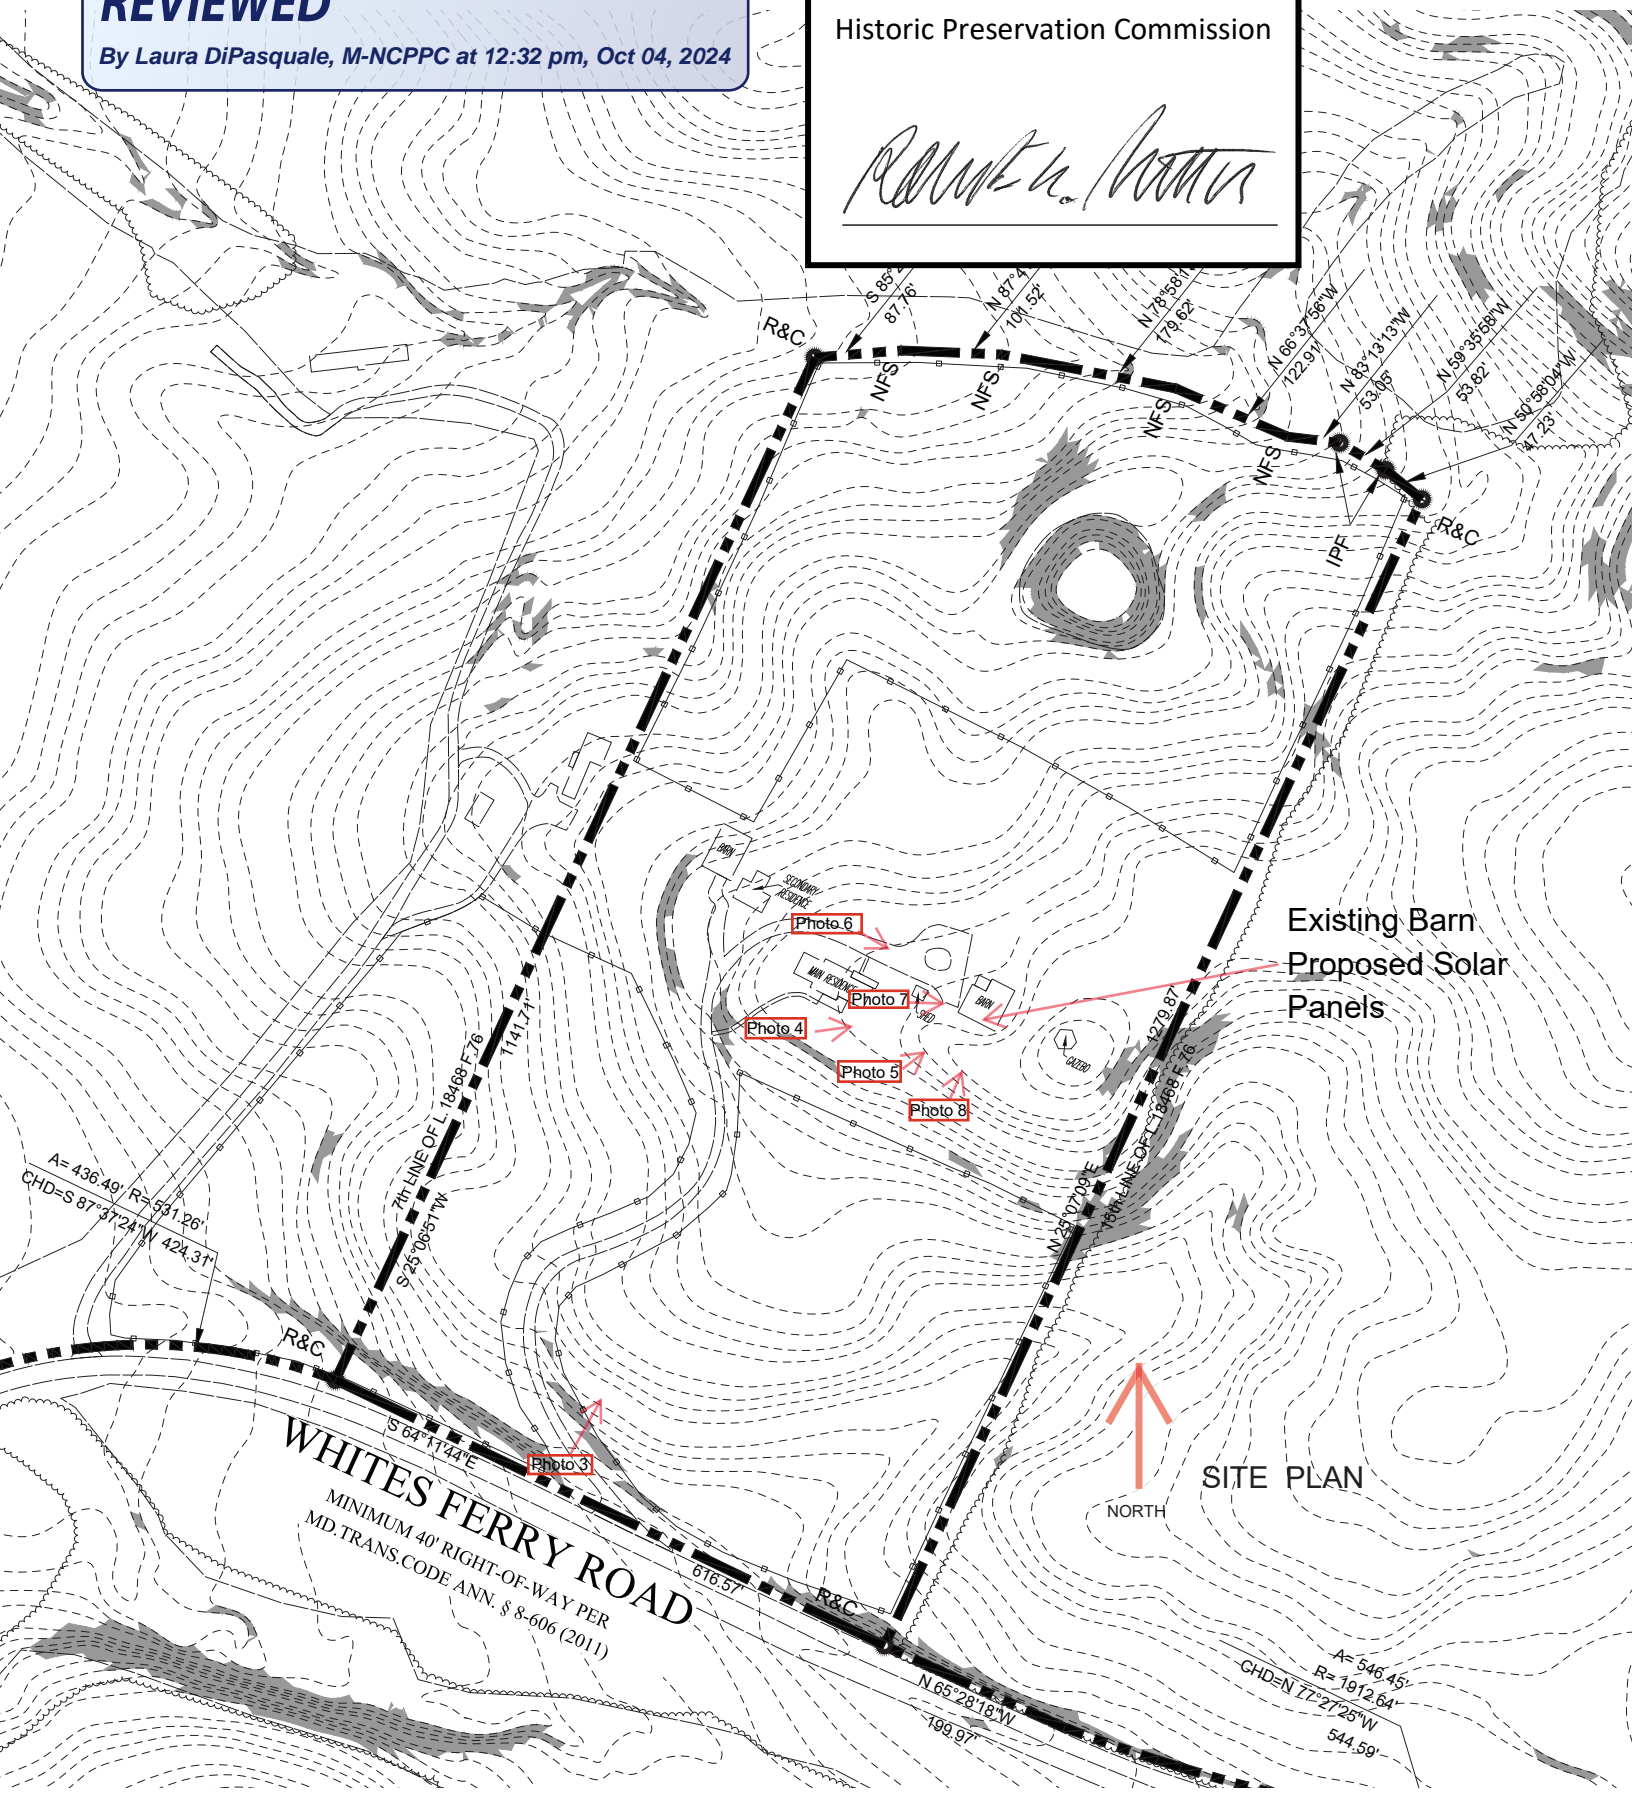 REVIEWED
By Laura DiPasquale, M-NCPPC at 12:32 pm, Oct 04, 2024
Historic Preservation Commission
R&C
S 85°2
87.76'
N 87°4
101.52'
N 78°58'1
179.62'
N 66°37'56"W
122.91'
N 83°13'13"W
53.05'
N 59°35'58"W
53.82'
N 50°58'04"W
47.23'
NFS
NFS
NFS
NFS
IPF
R&C
BARN
SECONDARY
RESIDENCE
Photo 6
MAIN RESIDENCE
Photo 7
SHED
BARN
Photo 4
Photo 5
Photo 8
GAZEBO
Existing Barn
Proposed Solar
Panels
7th LINE OF L. 18468 F.76
1141.71'
S 25°06'51"W
1279.87'
15th LINE OF L. 18468 F.76
N 25°07'09"E
A= 436.49' R= 531.26'
CHD=S 87°37'24"W 424.31'
R&C
S 64°11'44"E
Photo 3
616.57'
WHITES FERRY ROAD
MINIMUM 40' RIGHT-OF-WAY PER
MD.TRANS.CODE ANN. § 8-606 (2011)
R&C
NORTH
SITE PLAN
N 65°28'18"W
199.97'
A= 546.45'
R= 1912.64'
CHD=N 77°27'25"W
544.59'